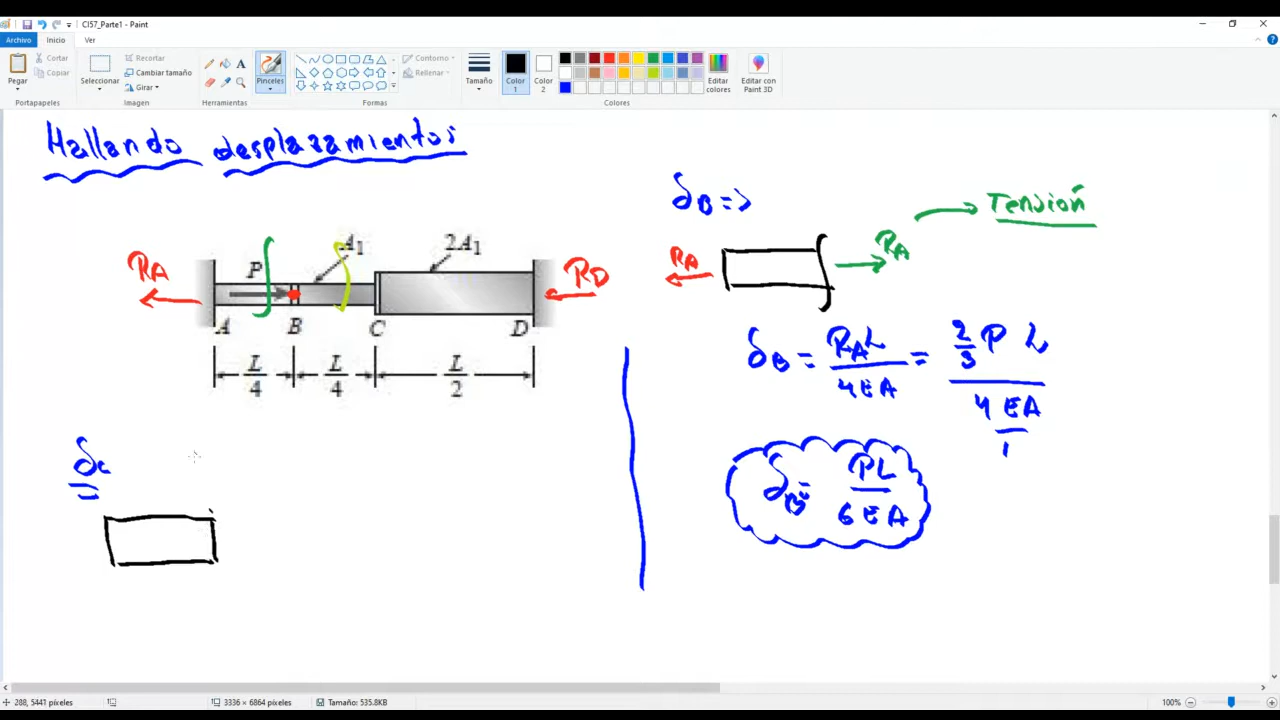 CI57_Parte1 - Paint
Archivo Inicio Ver
Pegar
Cortar
Copiar
Portapapeles
Seleccionar
Recortar
Cambiar tamaño
Girar
Imagen
A
Herramientas
Pinceles
Contorno
Rellenar
Formas
Tamaño
Color 1
Color 2
Editar colores
Editar con Paint 3D
Colores
Hallando desplazamientos
RA P A1 2A1 RD
A B C D
L/4 L/4 L/2
δc
δB =>
Tensión
RA RA
δB = RAL/4EA = 2/3 P L/4EA/1
δB = PL/6EA
288, 5441 píxeles 3336 × 6864 píxeles Tamaño: 535.8KB 100%